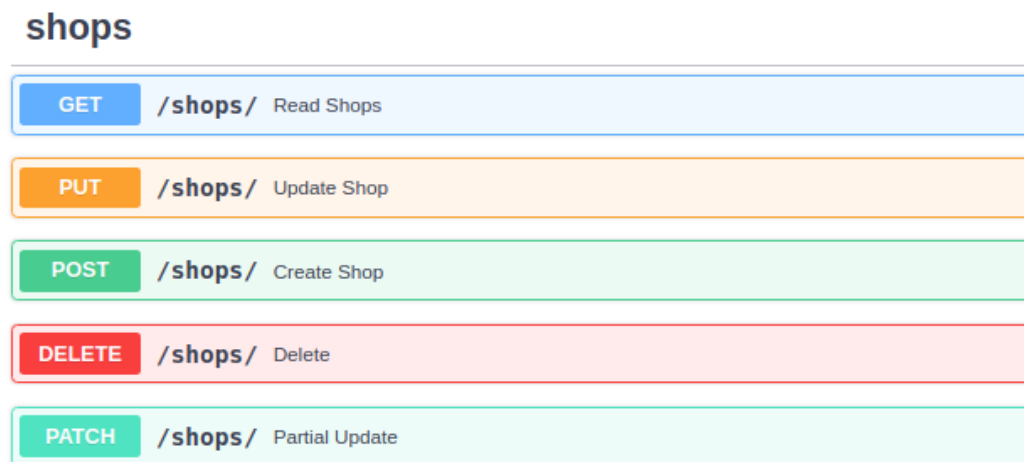 shops
GET /shops/ Read Shops
PUT /shops/ Update Shop
POST /shops/ Create Shop
DELETE /shops/ Delete
PATCH /shops/ Partial Update